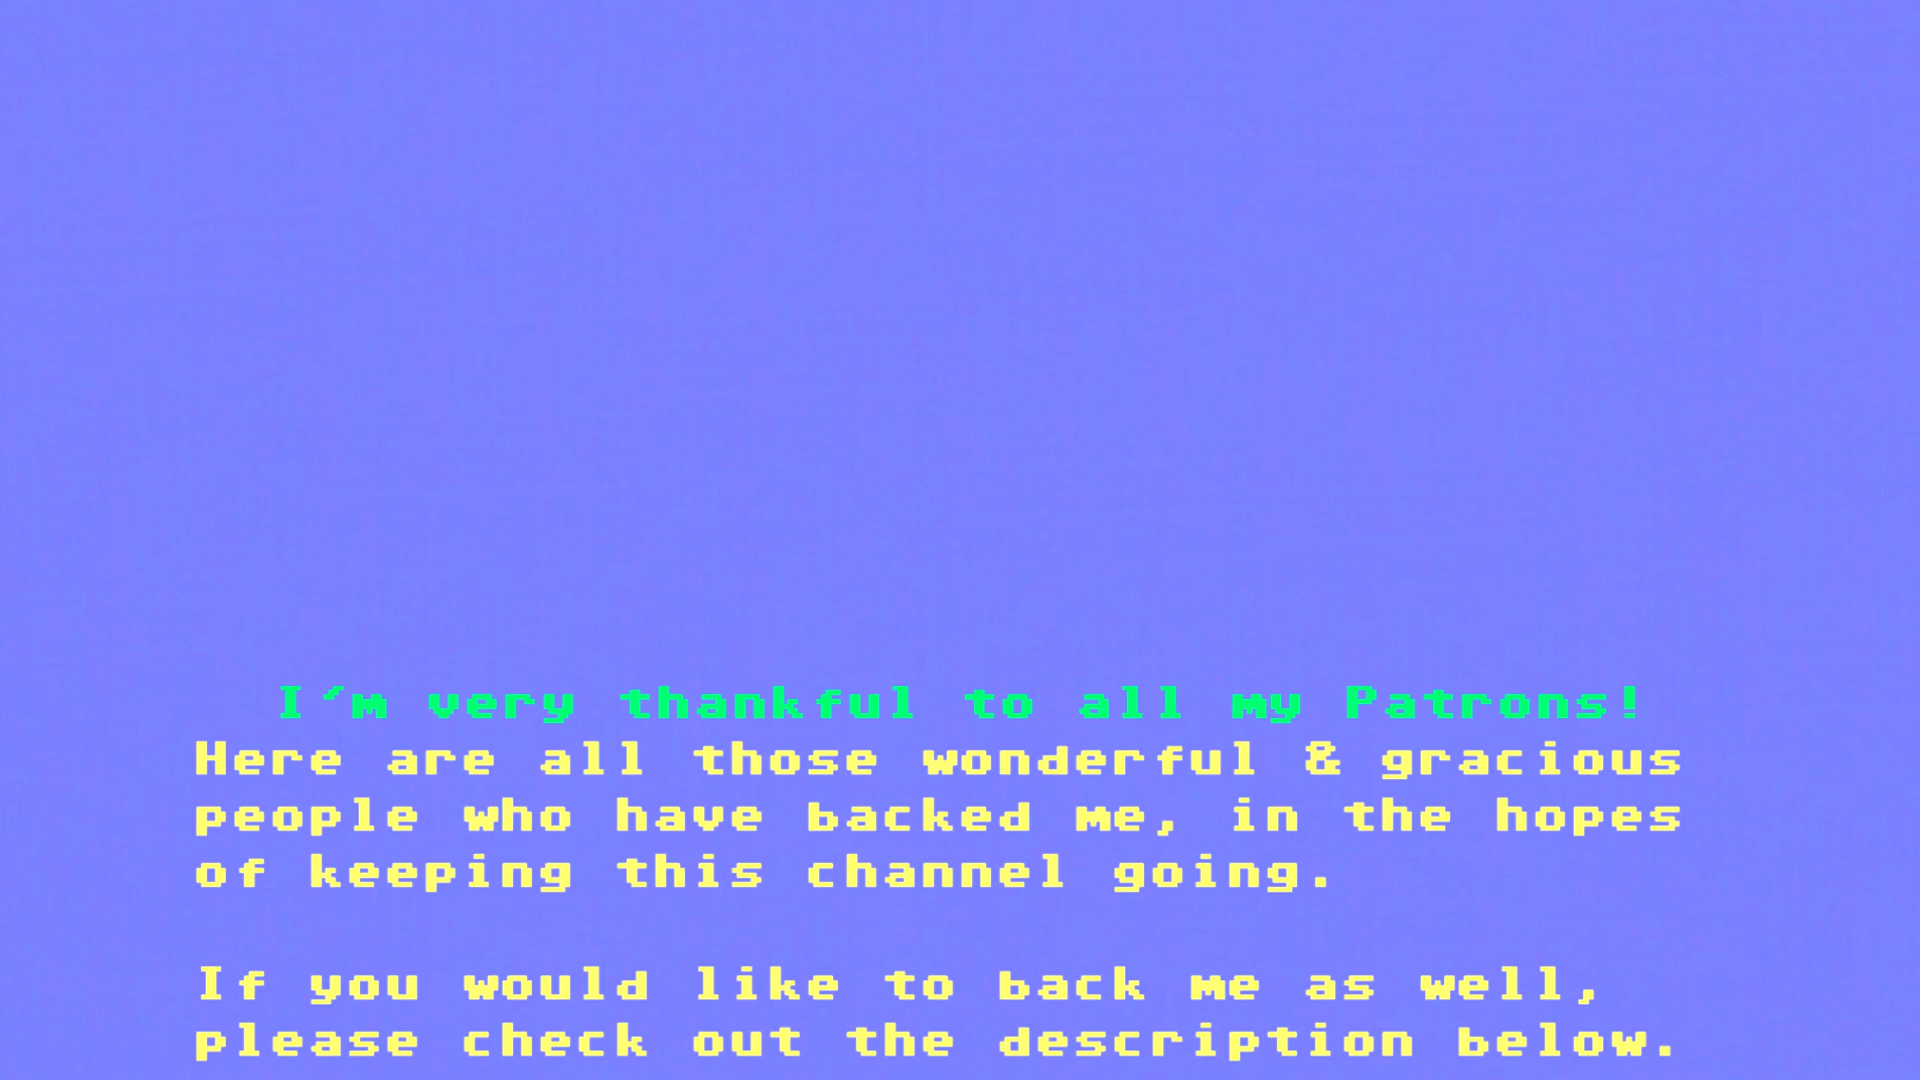 I'm very thankful to all my Patrons!
Here are all those wonderful & gracious
people who have backed me, in the hopes
of keeping this channel going.
If you would like to back me as well,
please check out the description below.